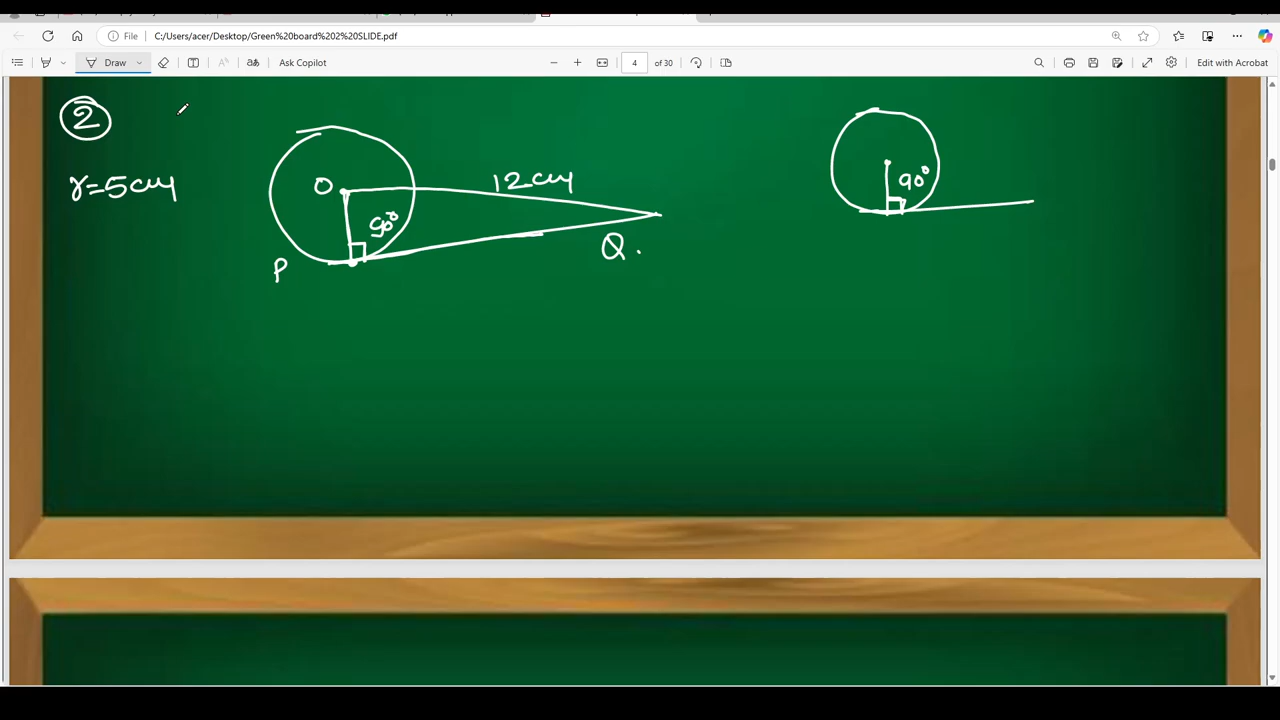 File C:/Users/acer/Desktop/Green%20board%202%20SLIDE.pdf
Draw Ask Copilot 4 of 30 Edit with Acrobat
2
r=5cm
O 12cm
90°
P Q.
90°